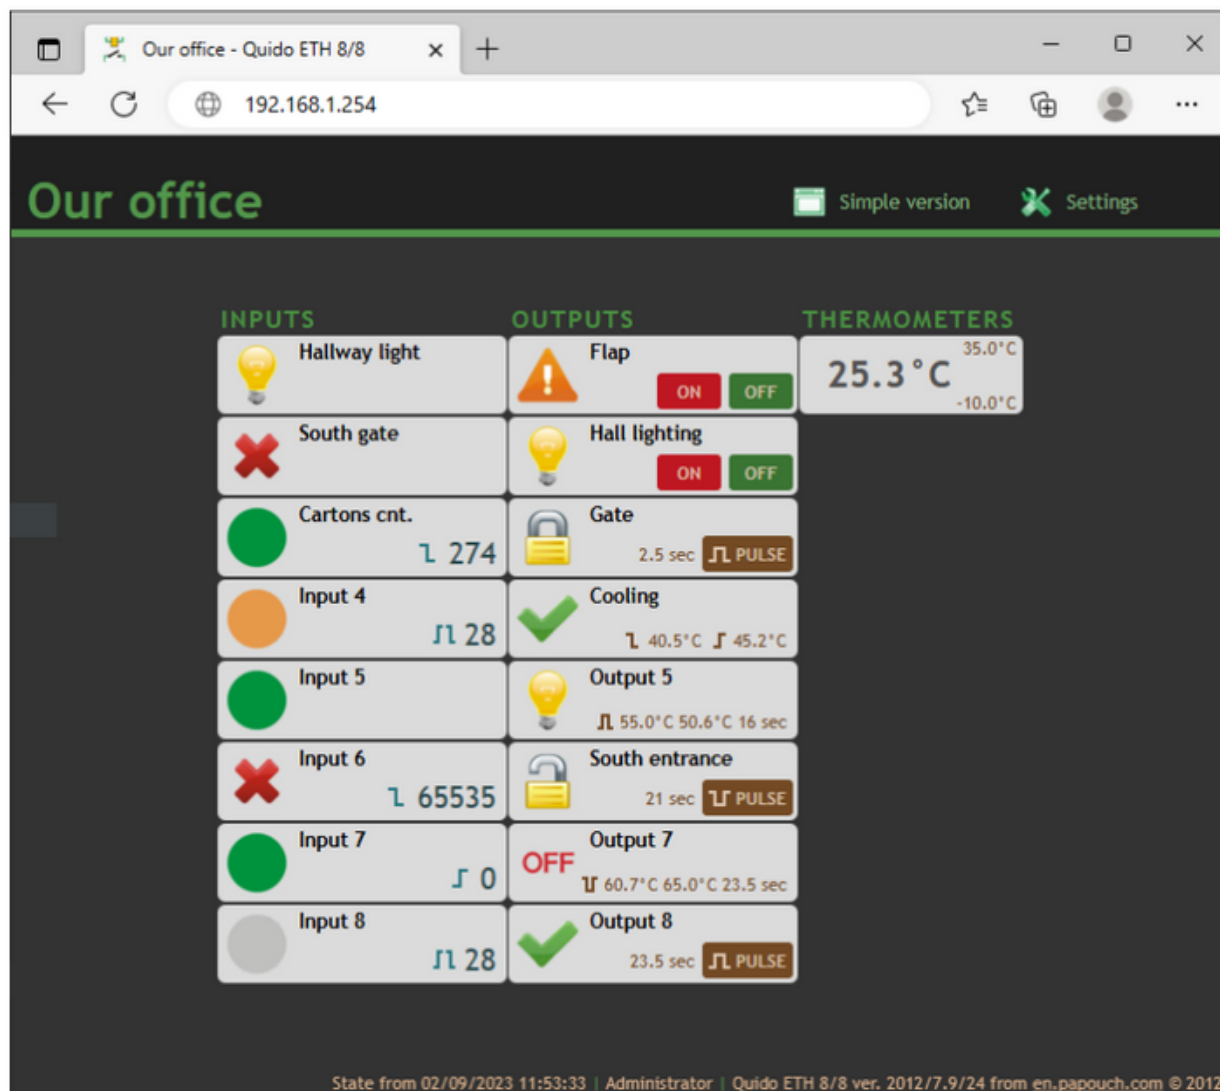 Our office - Quido ETH 8/8
192.168.1.254
Our office
Simple version
Settings
INPUTS
Hallway light
South gate
Cartons cnt.
274
Input 4
28
Input 5
Input 6
65535
Input 7
0
Input 8
28
OUTPUTS
Flap
ON OFF
Hall lighting
ON OFF
Gate
2.5 sec PULSE
Cooling
40.5°C 45.2°C
Output 5
55.0°C 50.6°C 16 sec
South entrance
21 sec PULSE
OFF
Output 7
60.7°C 65.0°C 23.5 sec
Output 8
23.5 sec PULSE
THERMOMETERS
35.0°C
25.3°C
-10.0°C
State from 02/09/2023 11:53:33 | Administrator | Quido ETH 8/8 ver. 2012/7.9/24 from en.papouch.com © 2012